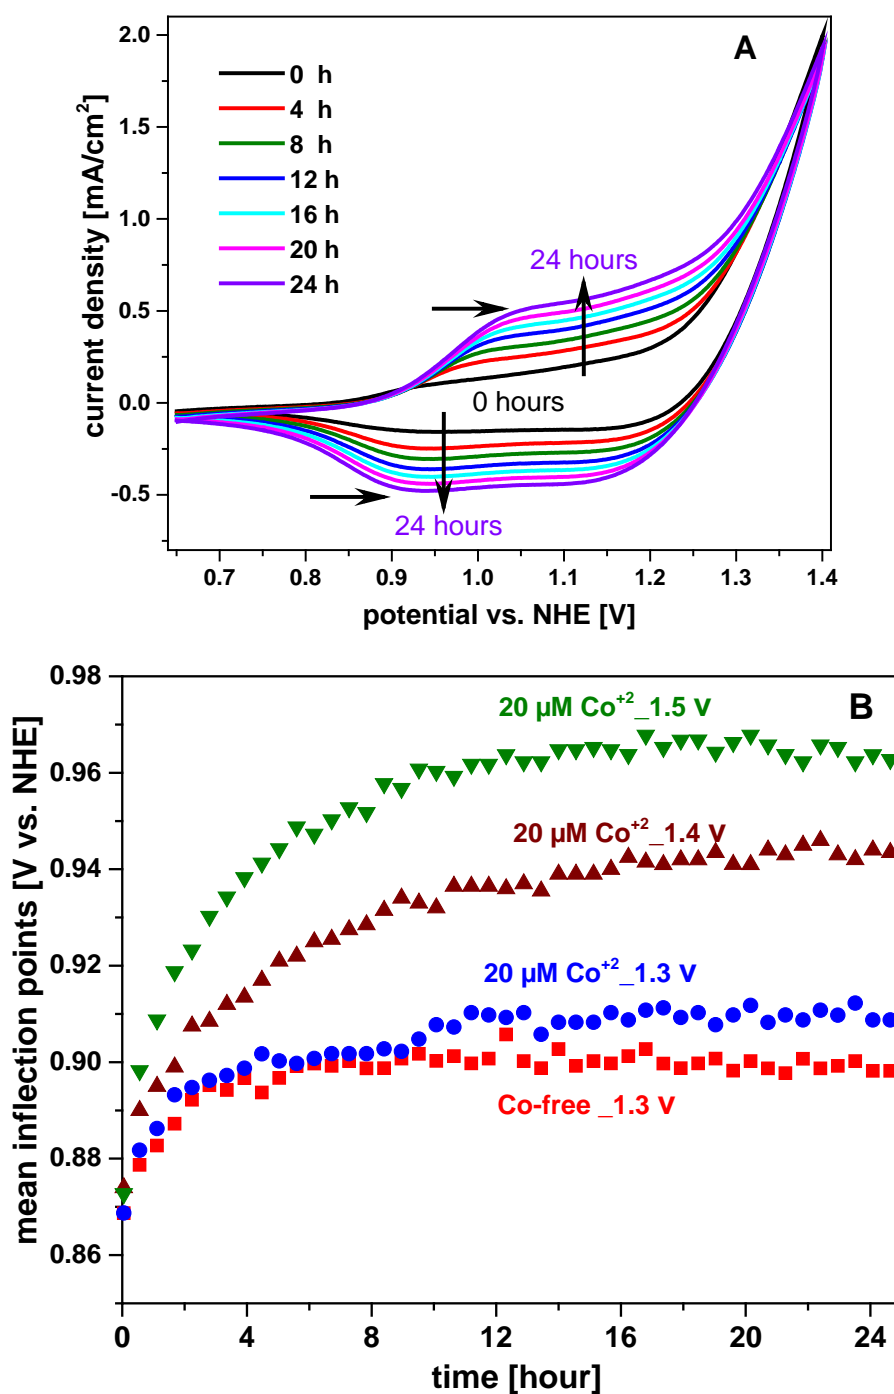 A
2.0
1.5
1.0
0.5
0.0
-0.5
current density [mA/cm²]
0 h
4 h
8 h
12 h
16 h
20 h
24 h
24 hours
0 hours
24 hours
0.7 0.8 0.9 1.0 1.1 1.2 1.3 1.4
potential vs. NHE [V]
B
0.98
0.96
0.94
0.92
0.90
0.88
0.86
mean inflection points [V vs. NHE]
20 µM Co⁺²_1.5 V
20 µM Co⁺²_1.4 V
20 µM Co⁺²_1.3 V
Co-free _1.3 V
0 4 8 12 16 20 24
time [hour]